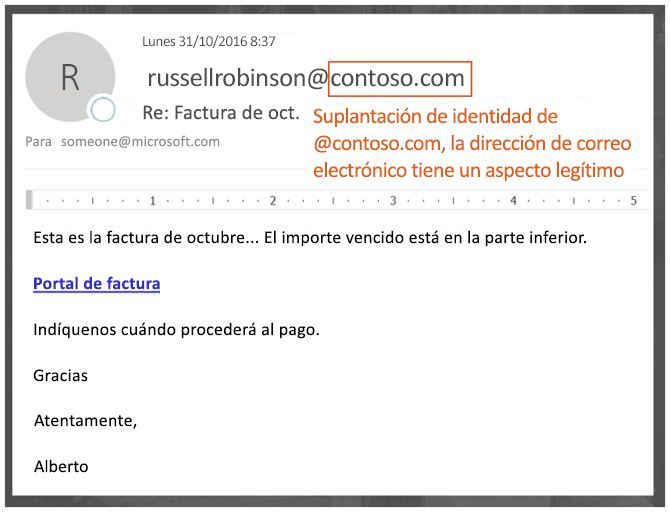 Lunes 31/10/2016 8:37
R
russellrobinson@contoso.com
Re: Factura de oct.
Suplantación de identidad de
@contoso.com, la dirección de correo
electrónico tiene un aspecto legítimo
Para someone@microsoft.com
1 2 3 4 5
Esta es la factura de octubre... El importe vencido está en la parte inferior.
Portal de factura
Indíquenos cuándo procederá al pago.
Gracias
Atentamente,
Alberto